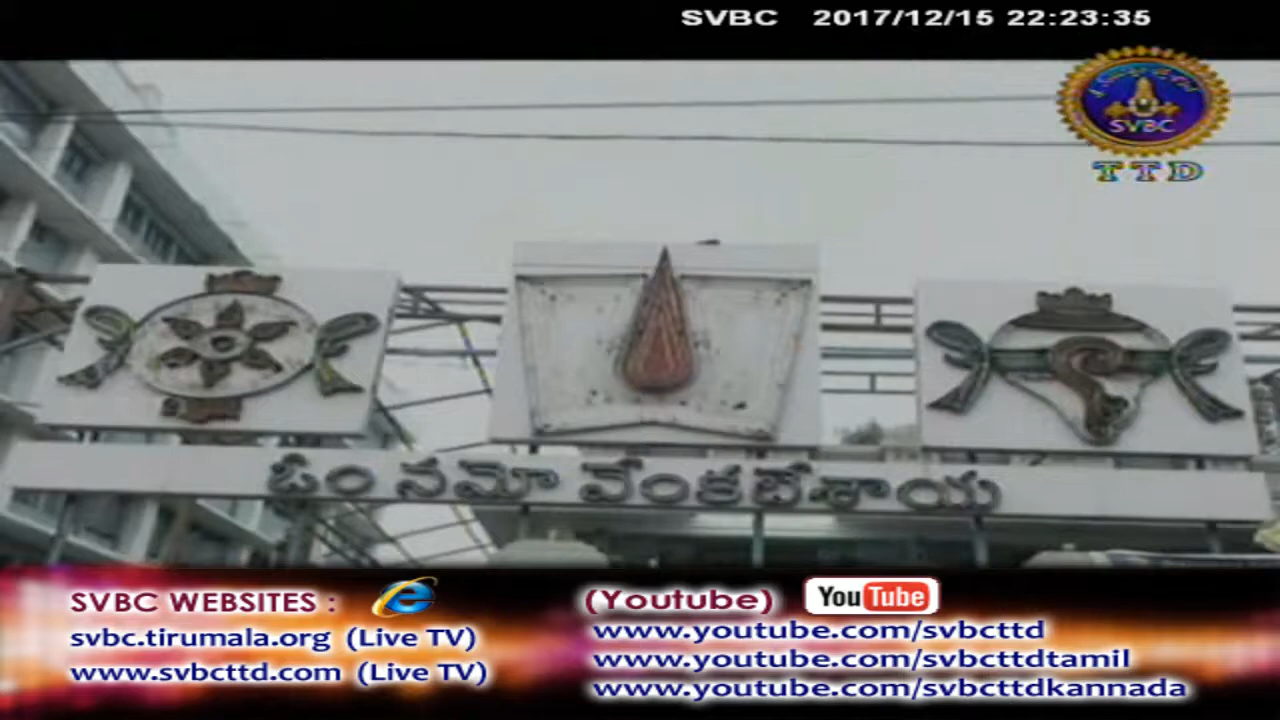 SVBC 2017/12/15 22:23:35
SVBC
TTD
ఓం నమో వేంకటేశాయ
SVBC WEBSITES :
svbc.tirumala.org (Live TV)
www.svbcttd.com (Live TV)
(Youtube) YouTube
www.youtube.com/svbcttd
www.youtube.com/svbcttdtamil
www.youtube.com/svbcttdkannada